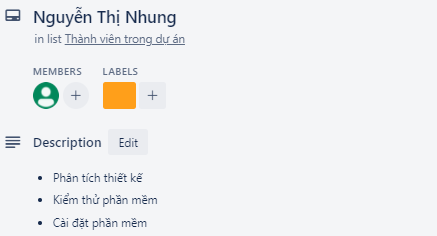 Nguyễn Thị Nhung
in list Thành viên trong dự án
MEMBERS LABELS
Description Edit
• Phân tích thiết kế
• Kiểm thử phần mềm
• Cài đặt phần mềm